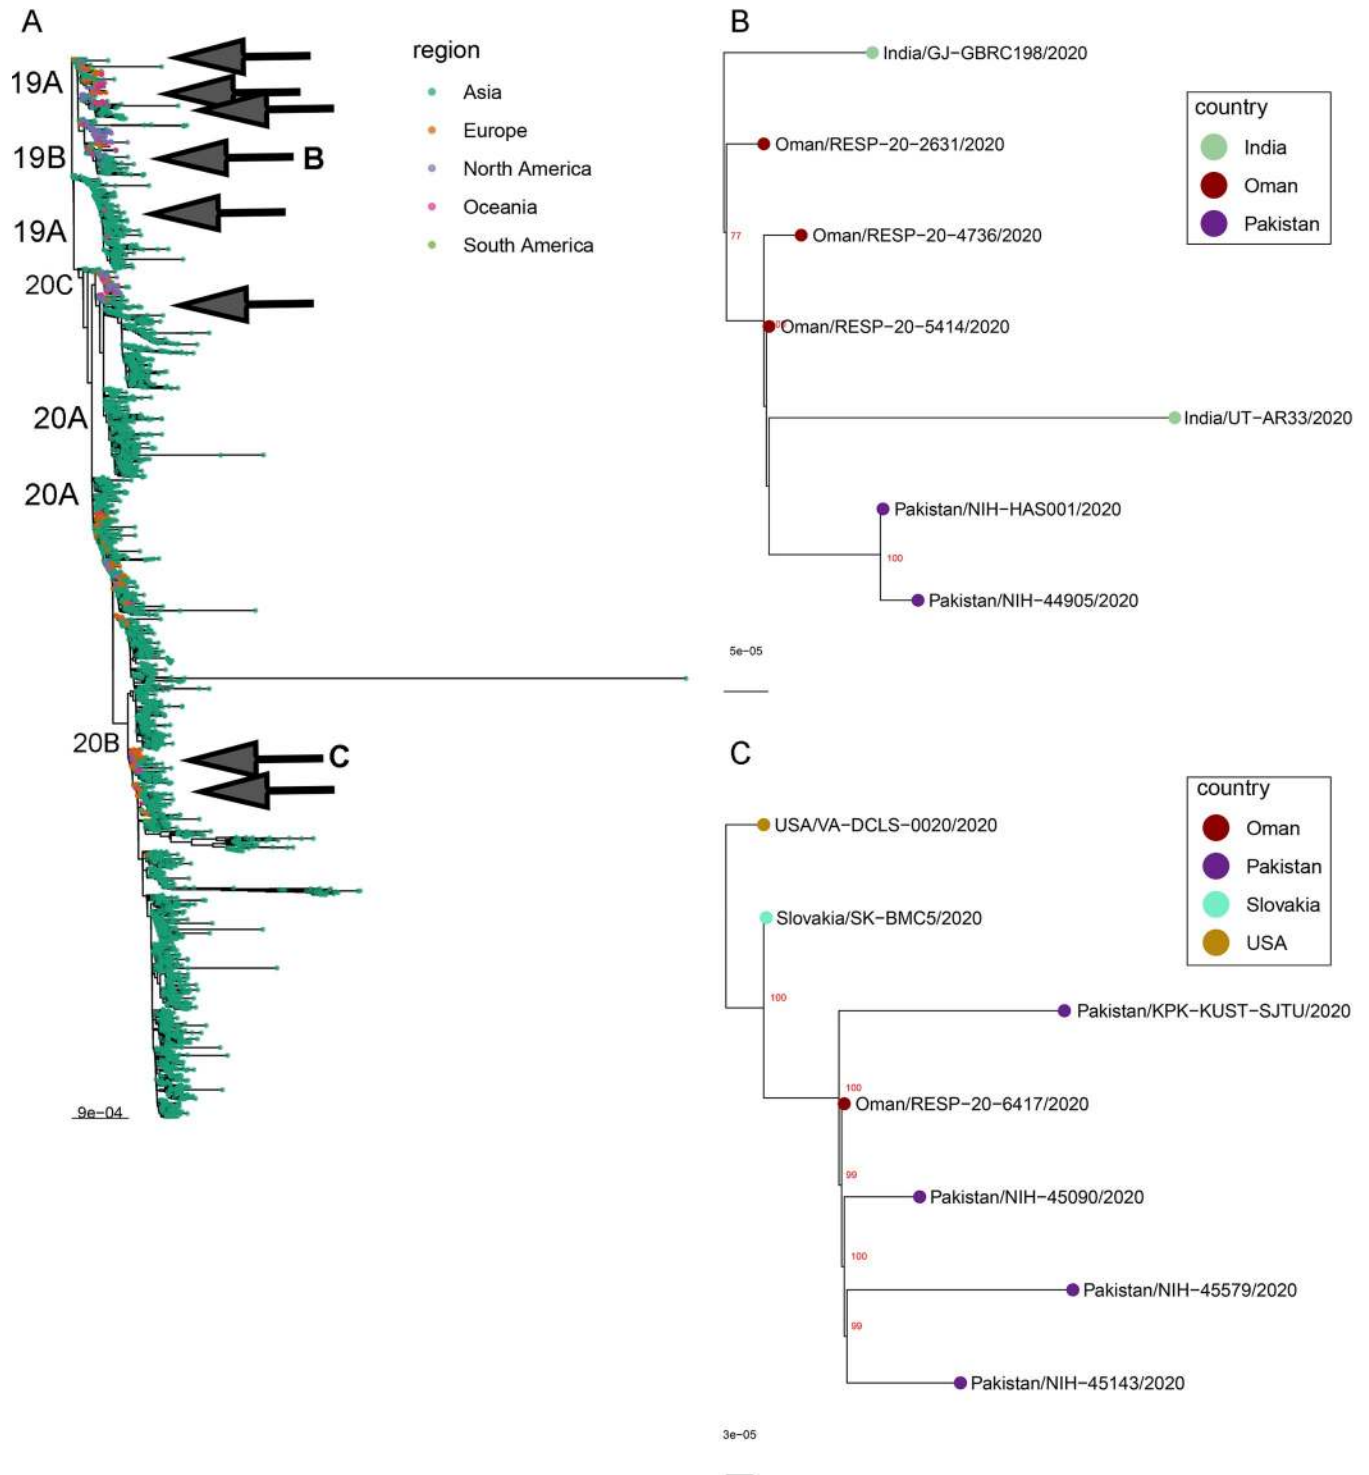 A
region
Asia
Europe
North America
Oceania
South America
19A
19B
19A
20C
20A
20A
20B
B
C
9e−04
B
India/GJ−GBRC198/2020
Oman/RESP−20−2631/2020
77
Oman/RESP−20−4736/2020
Oman/RESP−20−5414/2020
India/UT−AR33/2020
Pakistan/NIH−HAS001/2020
100
Pakistan/NIH−44905/2020
5e−05
country
India
Oman
Pakistan
C
USA/VA−DCLS−0020/2020
Slovakia/SK−BMC5/2020
100
Pakistan/KPK−KUST−SJTU/2020
100
Oman/RESP−20−6417/2020
99
Pakistan/NIH−45090/2020
100
Pakistan/NIH−45579/2020
99
Pakistan/NIH−45143/2020
3e−05
country
Oman
Pakistan
Slovakia
USA